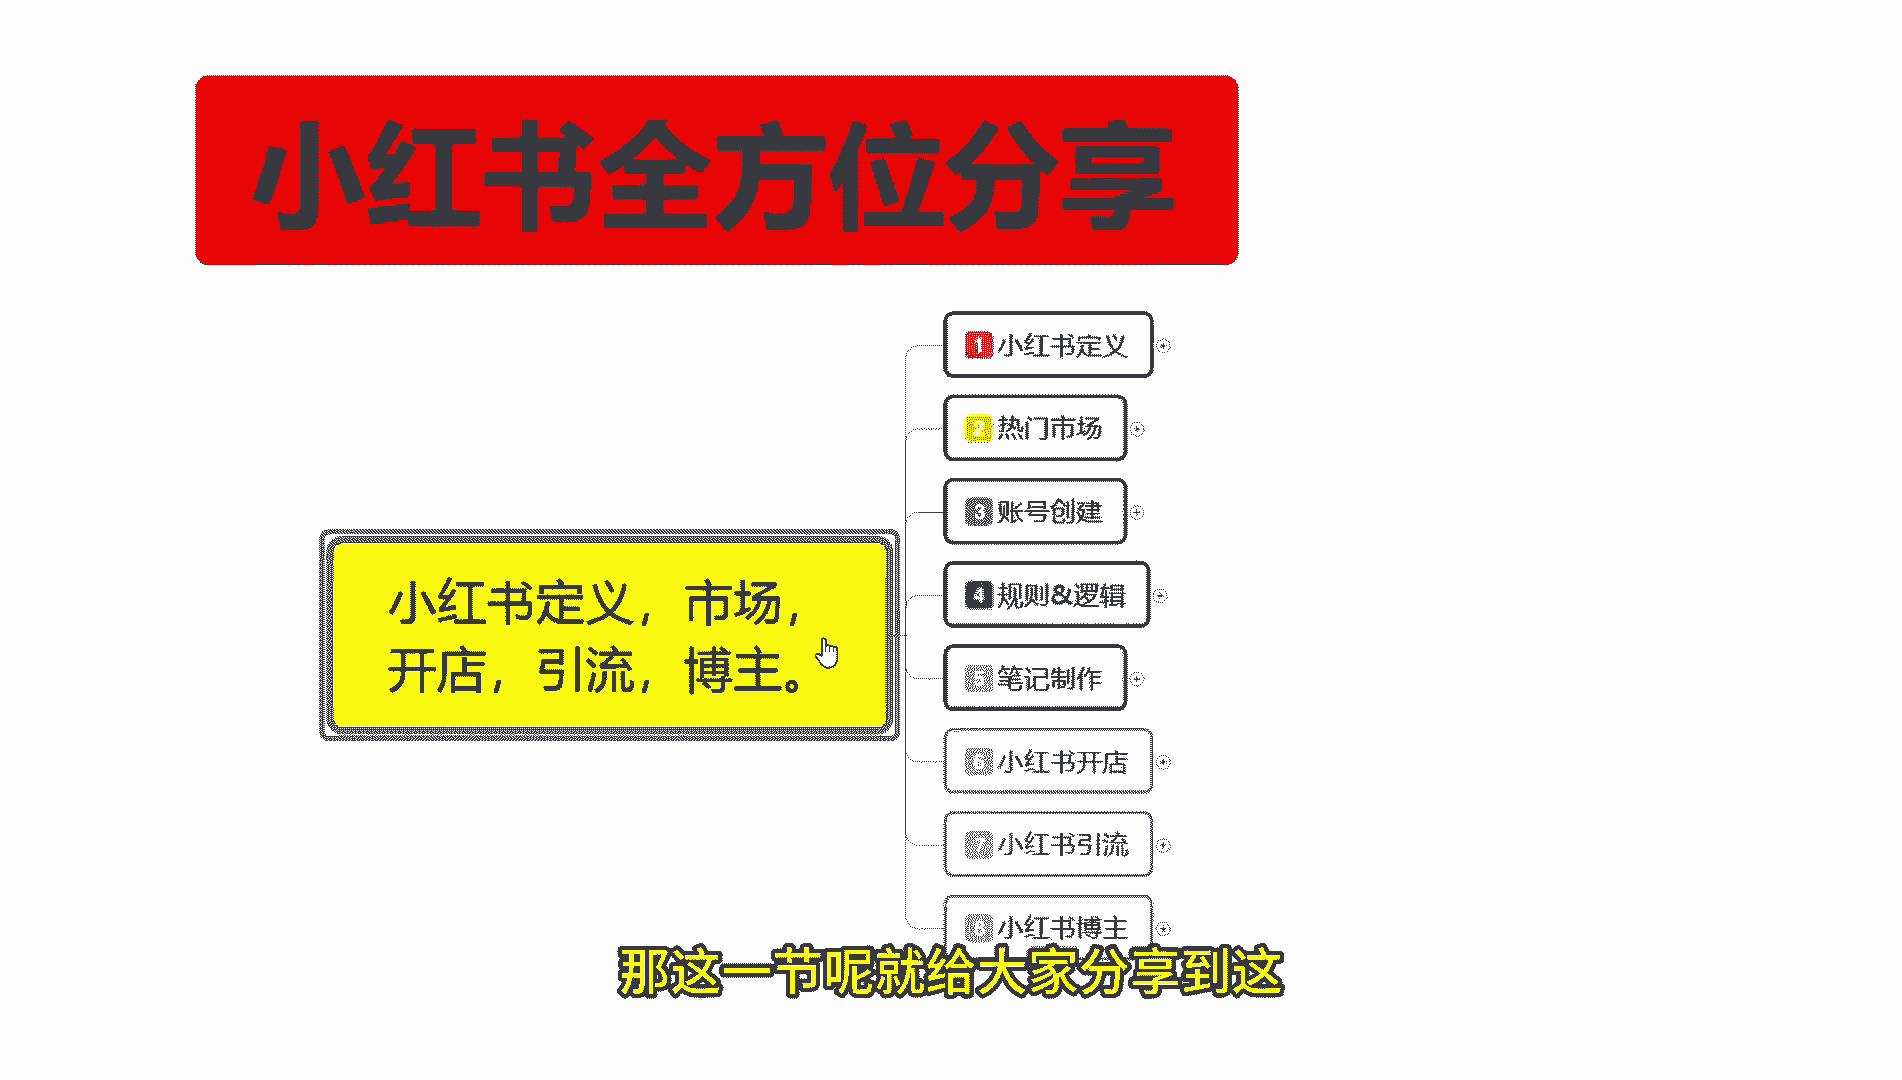 小红书全方位分享
小红书定义，市场，
开店，引流，博主。
1 小红书定义
2 热门市场
3 账号创建
4 规则&逻辑
5 笔记制作
6 小红书开店
7 小红书引流
8 小红书博主
那这一节呢就给大家分享到这